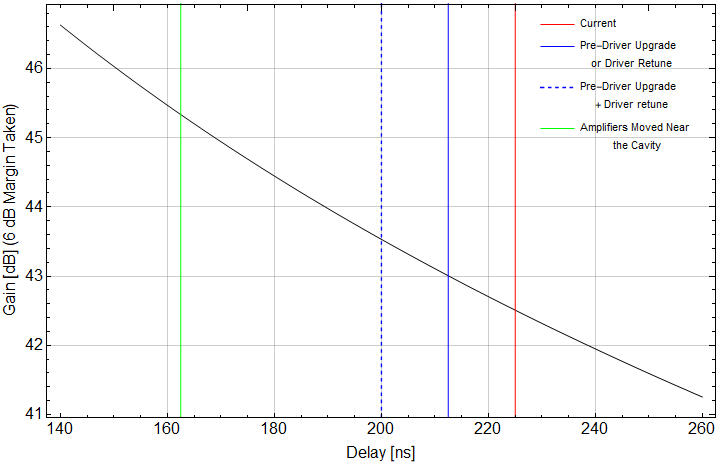 Gain [dB] (6 dB Margin Taken)
46
45
44
43
42
41
140
160
180
200
220
240
260
Delay [ns]
Current
Pre-Driver Upgrade
or Driver Retune
Pre-Driver Upgrade
+ Driver retune
Amplifiers Moved Near
the Cavity